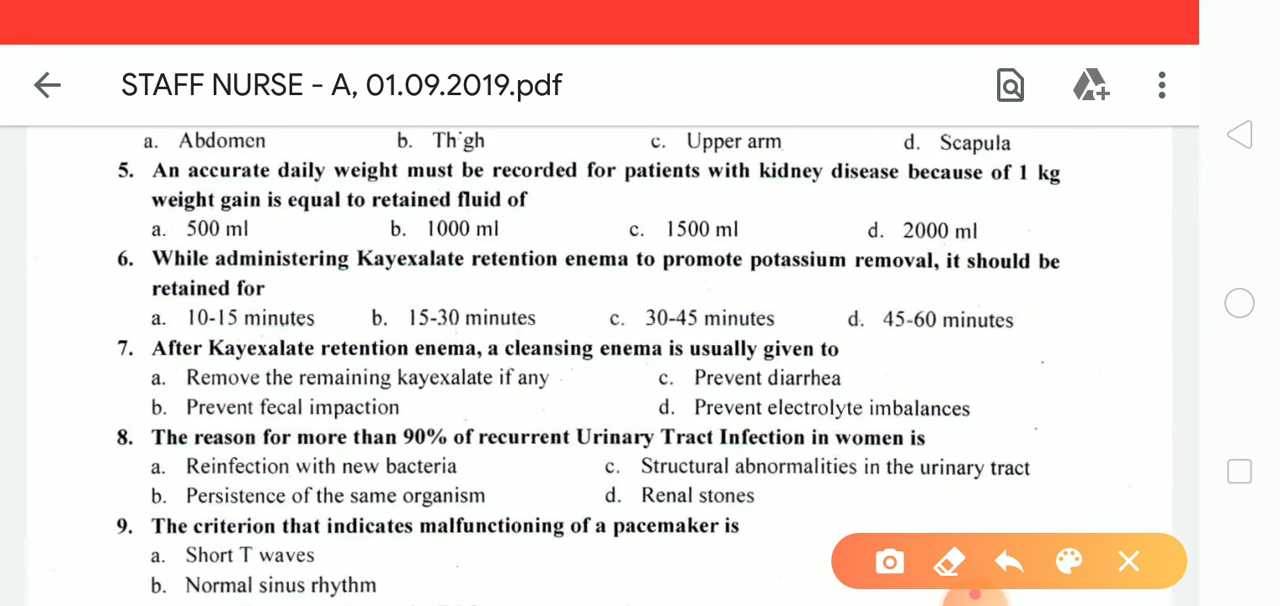 STAFF NURSE - A, 01.09.2019.pdf
a. Abdomen b. Thigh c. Upper arm d. Scapula
5. An accurate daily weight must be recorded for patients with kidney disease because of 1 kg
weight gain is equal to retained fluid of
a. 500 ml b. 1000 ml c. 1500 ml d. 2000 ml
6. While administering Kayexalate retention enema to promote potassium removal, it should be
retained for
a. 10-15 minutes b. 15-30 minutes c. 30-45 minutes d. 45-60 minutes
7. After Kayexalate retention enema, a cleansing enema is usually given to
a. Remove the remaining kayexalate if any c. Prevent diarrhea
b. Prevent fecal impaction d. Prevent electrolyte imbalances
8. The reason for more than 90% of recurrent Urinary Tract Infection in women is
a. Reinfection with new bacteria c. Structural abnormalities in the urinary tract
b. Persistence of the same organism d. Renal stones
9. The criterion that indicates malfunctioning of a pacemaker is
a. Short T waves
b. Normal sinus rhythm